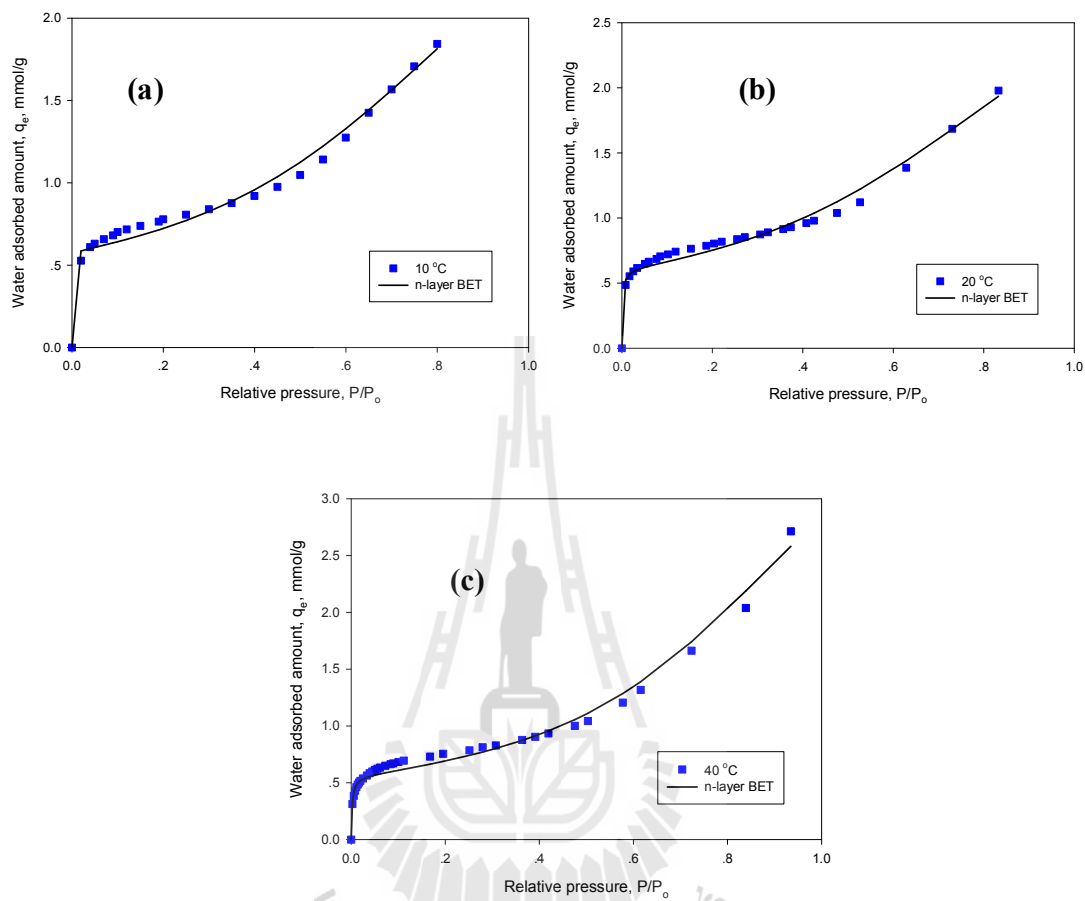 2.0
1.5
1.0
.5
0.0
0.0 .2 .4 .6 .8 1.0
Water adsorbed amount, qₑ, mmol/g
Relative pressure, P/Pₒ
(a)
10 °C
n-layer BET
2.5
2.0
1.5
1.0
.5
0.0
0.0 .2 .4 .6 .8 1.0
Water adsorbed amount, qₑ, mmol/g
Relative pressure, P/Pₒ
(b)
20 °C
n-layer BET
3.0
2.5
2.0
1.5
1.0
.5
0.0
0.0 .2 .4 .6 .8 1.0
Water adsorbed amount, qₑ, mmol/g
Relative pressure, P/Pₒ
(c)
40 °C
n-layer BET